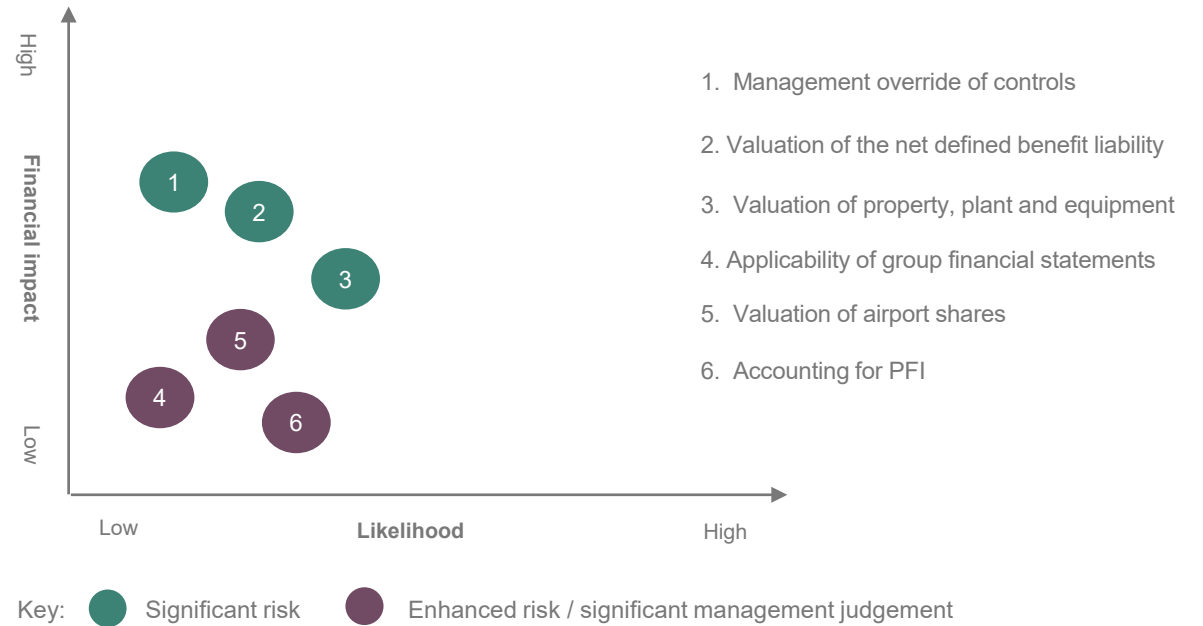 High
Financial impact
Low
1
2
3
5
4
6
Low
Likelihood
High
1. Management override of controls
2. Valuation of the net defined benefit liability
3. Valuation of property, plant and equipment
4. Applicability of group financial statements
5. Valuation of airport shares
6. Accounting for PFI
Key: Significant risk Enhanced risk / significant management judgement